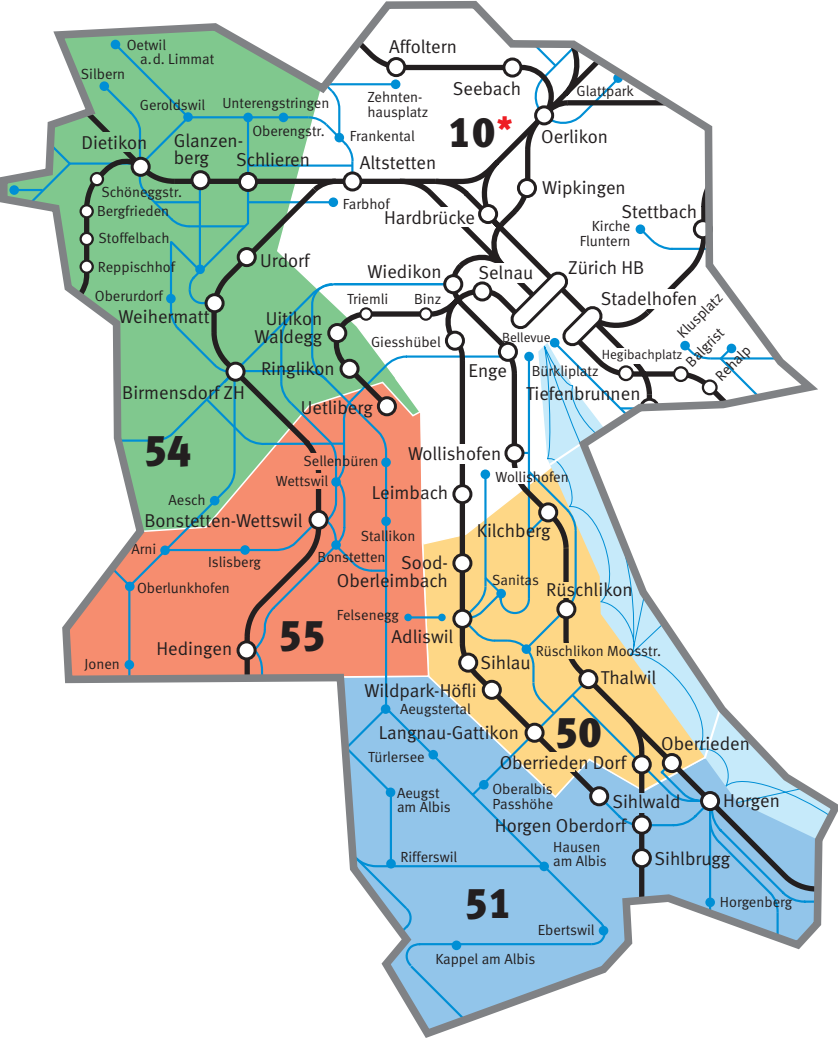 Affoltern
Oetwil
a.d. Limmat
Silbern
Seebach
Zehnten-
hausplatz
Glattpark
Geroldswil
Unterengstringen
Oberengstr.
Frankental
10*
Oerlikon
Dietikon
Glanzen-
berg
Schlieren
Altstetten
Schöneggstr.
Wipkingen
Bergfrieden
Farbhof
Hardbrücke
Stettbach
Kirche
Fluntern
Stoffelbach
Reppischhof
Urdorf
Wiedikon
Selnau
Zürich HB
Oberurdorf
Weihermatt
Triemli
Binz
Stadelhofen
Uitikon
Waldegg
Giesshübel
Bellevue
Klusplatz
Balgrist
Rehalp
Hegibachplatz
Ringlikon
Enge
Bürkliplatz
Tiefenbrunnen
Birmensdorf ZH
Uetliberg
54
Sellenbüren
Wollishofen
Wettswil
Wollishofen
Aesch
Leimbach
Bonstetten-Wettswil
Stallikon
Kilchberg
Arni
Islisberg
Bonstetten
Sood-
Oberleimbach
Sanitas
Oberlunkhofen
Rüschlikon
Felsenegg
55
Adliswil
Hedingen
Rüschlikon Moosstr.
Jonen
Sihlau
Wildpark-Höfli
Thalwil
Aeugstertal
Langnau-Gattikon
50
Oberrieden
Türlersee
Oberrieden Dorf
Oberalbis
Passhöhe
Aeugst
am Albis
Sihlwald
Horgen
Horgen Oberdorf
Rifferswil
Hausen
am Albis
Sihlbrugg
51
Horgenberg
Ebertswil
Kappel am Albis